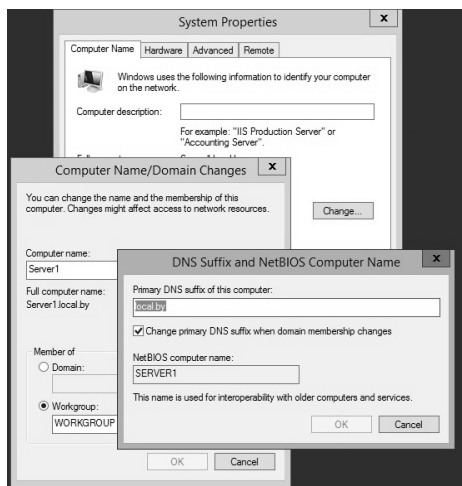 System Properties
x
Computer Name
Hardware
Advanced
Remote
Windows uses the following information to identify your computer
on the network.
Computer description:
For example: "IIS Production Server" or
"Accounting Server".
Change...
Computer Name/Domain Changes
x
You can change the name and the membership of this
computer. Changes might affect access to network resources.
Computer name:
Server1
Full computer name:
Server1.local.by
Member of
Domain:
Workgroup:
WORKGROUP
OK
Cancel
DNS Suffix and NetBIOS Computer Name
x
Primary DNS suffix of this computer:
local.by
Change primary DNS suffix when domain membership changes
NetBIOS computer name:
SERVER1
This name is used for interoperability with older computers and services.
OK
Cancel